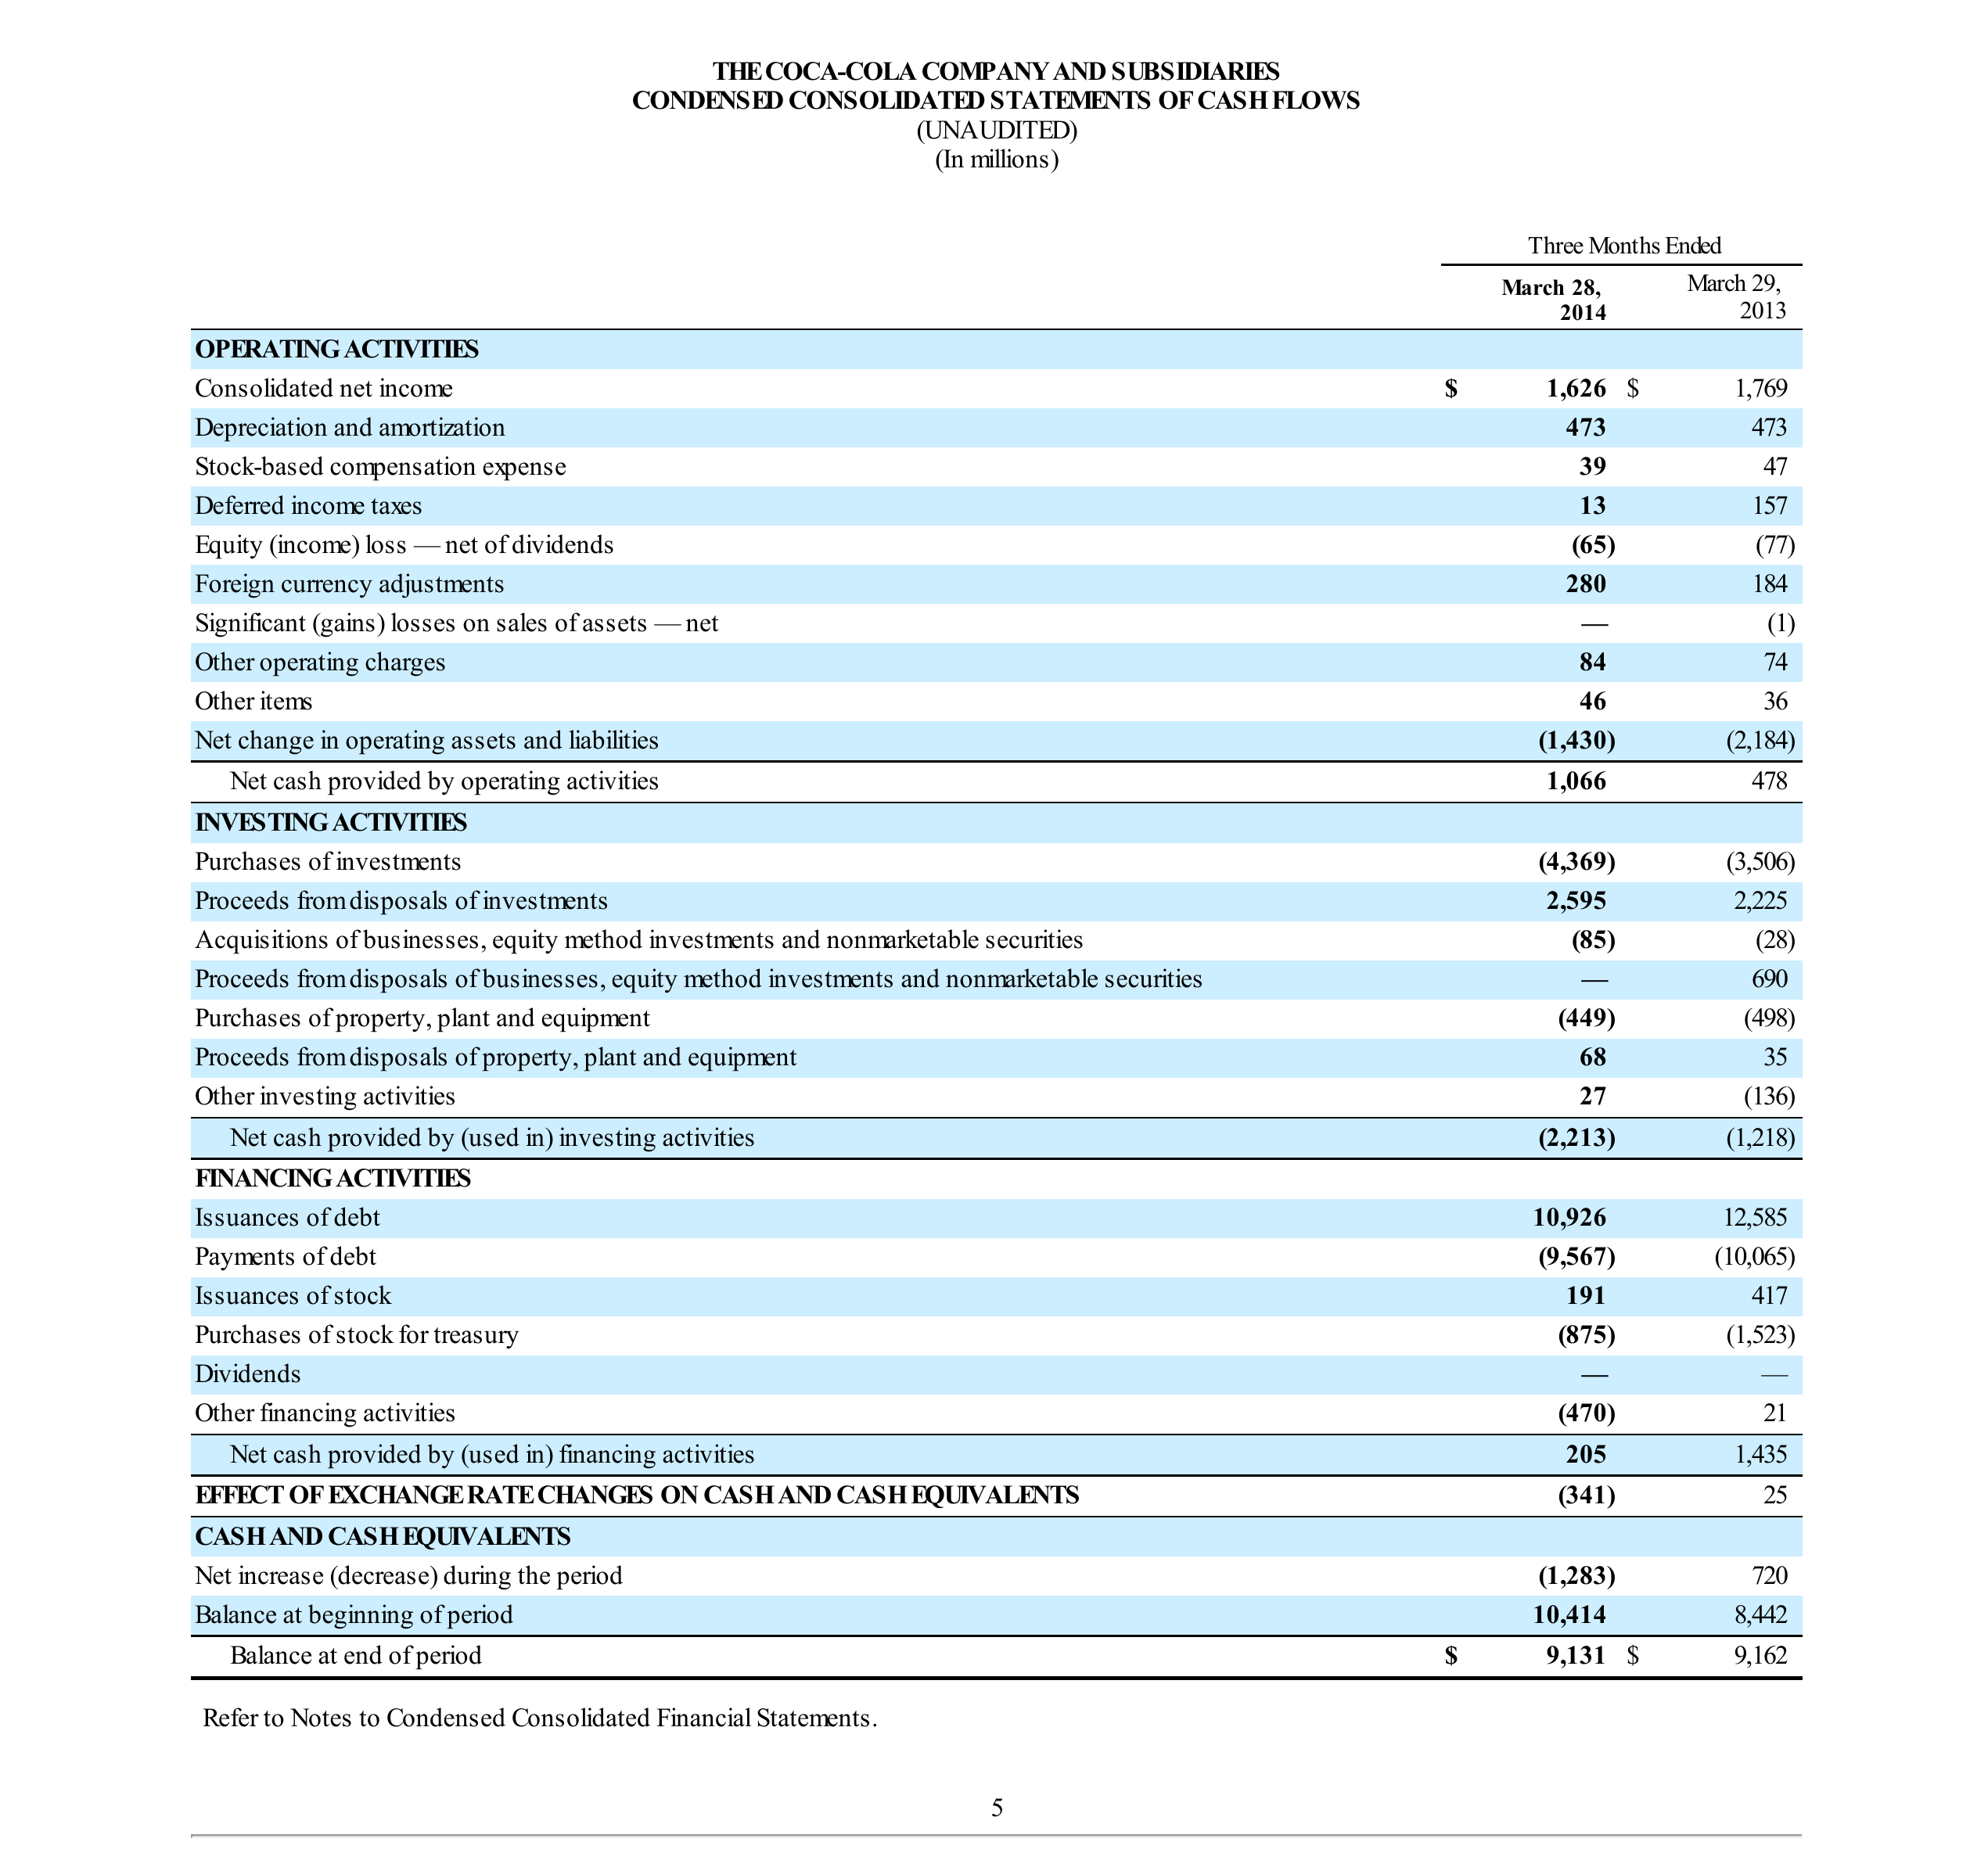 THE COCA-COLA COMPANY AND SUBSIDIARIES
CONDENSED CONSOLIDATED STATEMENTS OF CASH FLOWS
(UNAUDITED)
(In millions)
Three Months Ended
March 28, 2014 March 29, 2013
OPERATING ACTIVITIES
Consolidated net income $ 1,626 $ 1,769
Depreciation and amortization 473 473
Stock-based compensation expense 39 47
Deferred income taxes 13 157
Equity (income) loss — net of dividends (65) (77)
Foreign currency adjustments 280 184
Significant (gains) losses on sales of assets — net — (1)
Other operating charges 84 74
Other items 46 36
Net change in operating assets and liabilities (1,430) (2,184)
Net cash provided by operating activities 1,066 478
INVESTING ACTIVITIES
Purchases of investments (4,369) (3,506)
Proceeds from disposals of investments 2,595 2,225
Acquisitions of businesses, equity method investments and nonmarketable securities (85) (28)
Proceeds from disposals of businesses, equity method investments and nonmarketable securities — 690
Purchases of property, plant and equipment (449) (498)
Proceeds from disposals of property, plant and equipment 68 35
Other investing activities 27 (136)
Net cash provided by (used in) investing activities (2,213) (1,218)
FINANCING ACTIVITIES
Issuances of debt 10,926 12,585
Payments of debt (9,567) (10,065)
Issuances of stock 191 417
Purchases of stock for treasury (875) (1,523)
Dividends — —
Other financing activities (470) 21
Net cash provided by (used in) financing activities 205 1,435
EFFECT OF EXCHANGE RATE CHANGES ON CASH AND CASH EQUIVALENTS (341) 25
CASH AND CASH EQUIVALENTS
Net increase (decrease) during the period (1,283) 720
Balance at beginning of period 10,414 8,442
Balance at end of period $ 9,131 $ 9,162
Refer to Notes to Condensed Consolidated Financial Statements.
5